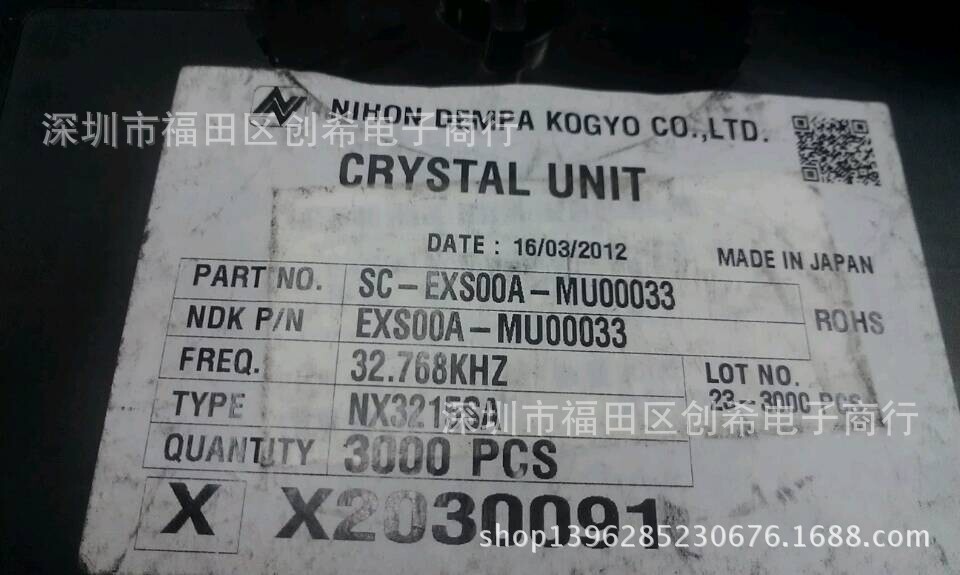 NIHON DEMPA KOGYO CO.,LTD.
深圳市福田区创希电子商行
CRYSTAL UNIT
DATE : 16/03/2012
MADE IN JAPAN
PART NO. SC-EXS00A-MU00033
NDK P/N EXS00A-MU00033
ROHS
FREQ. 32.768KHZ
LOT NO.
TYPE NX3215SA
23-3000 PCS
深圳市福田区创希电子商行
QUANTITY 3000 PCS
X X2030091
shop1396285230676.1688.com